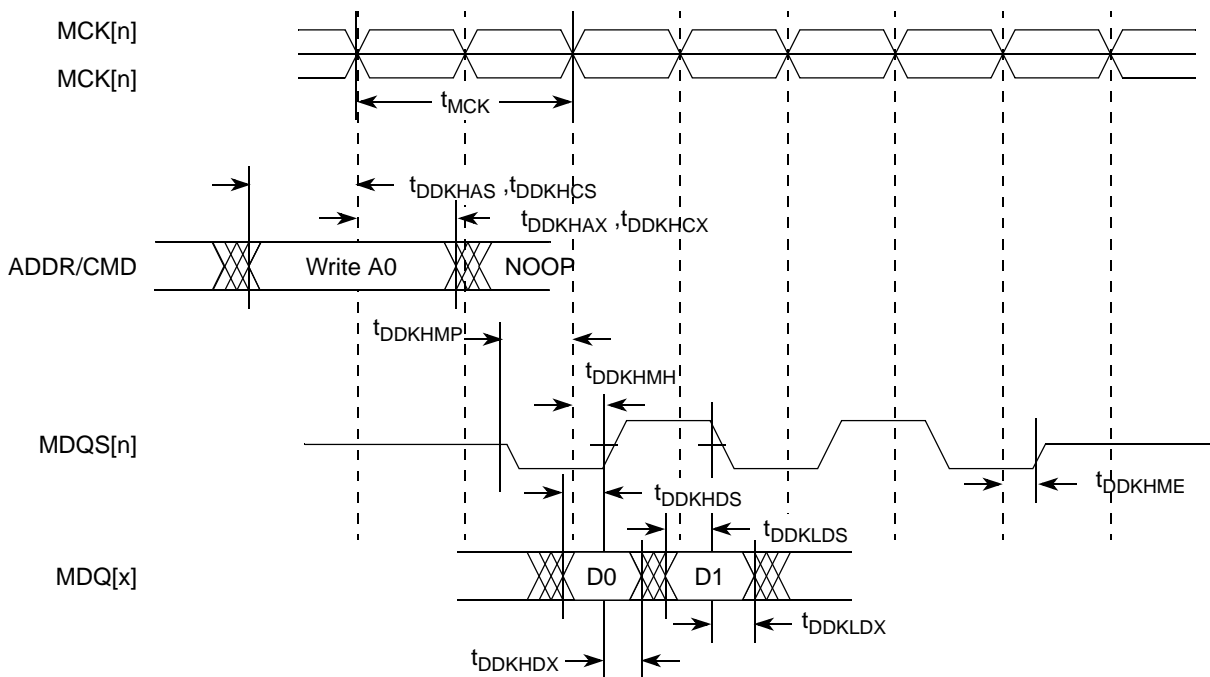 MCK[n]
MCK[n]
tMCK
tDDKHAS ,tDDKHCS
tDDKHAX ,tDDKHCX
ADDR/CMD
Write A0
NOOP
tDDKHMP
tDDKHMH
MDQS[n]
tDDKHME
tDDKHDS
tDDKLDS
MDQ[x]
D0
D1
tDDKLDX
tDDKHDX